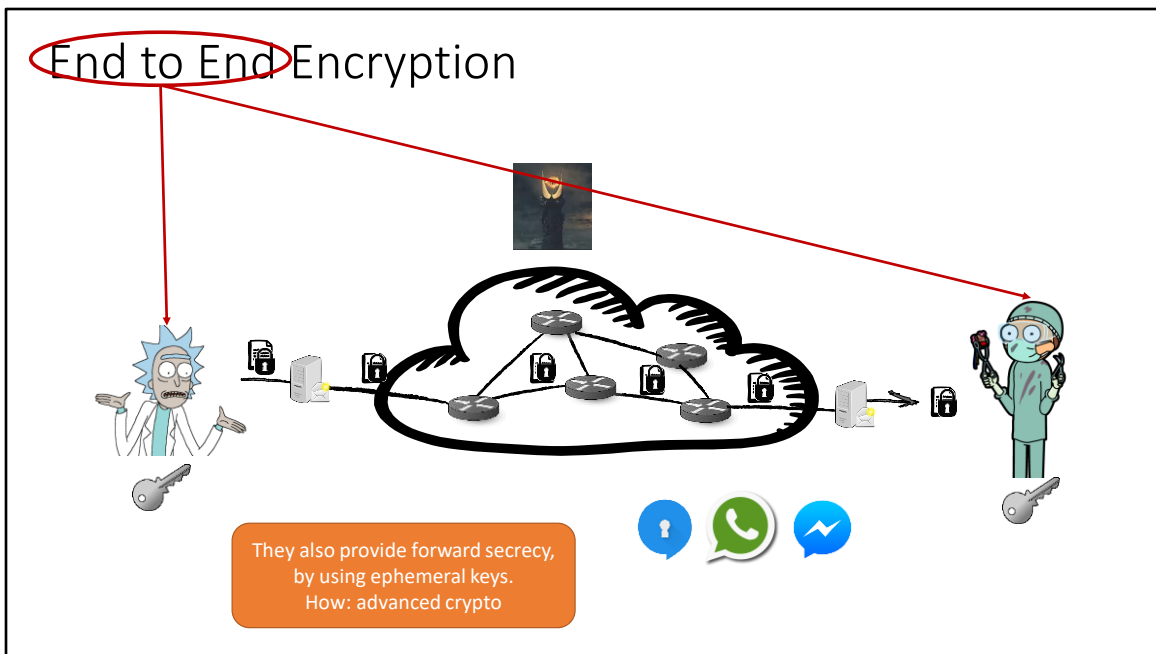 End to End Encryption
They also provide forward secrecy,
by using ephemeral keys.
How: advanced crypto